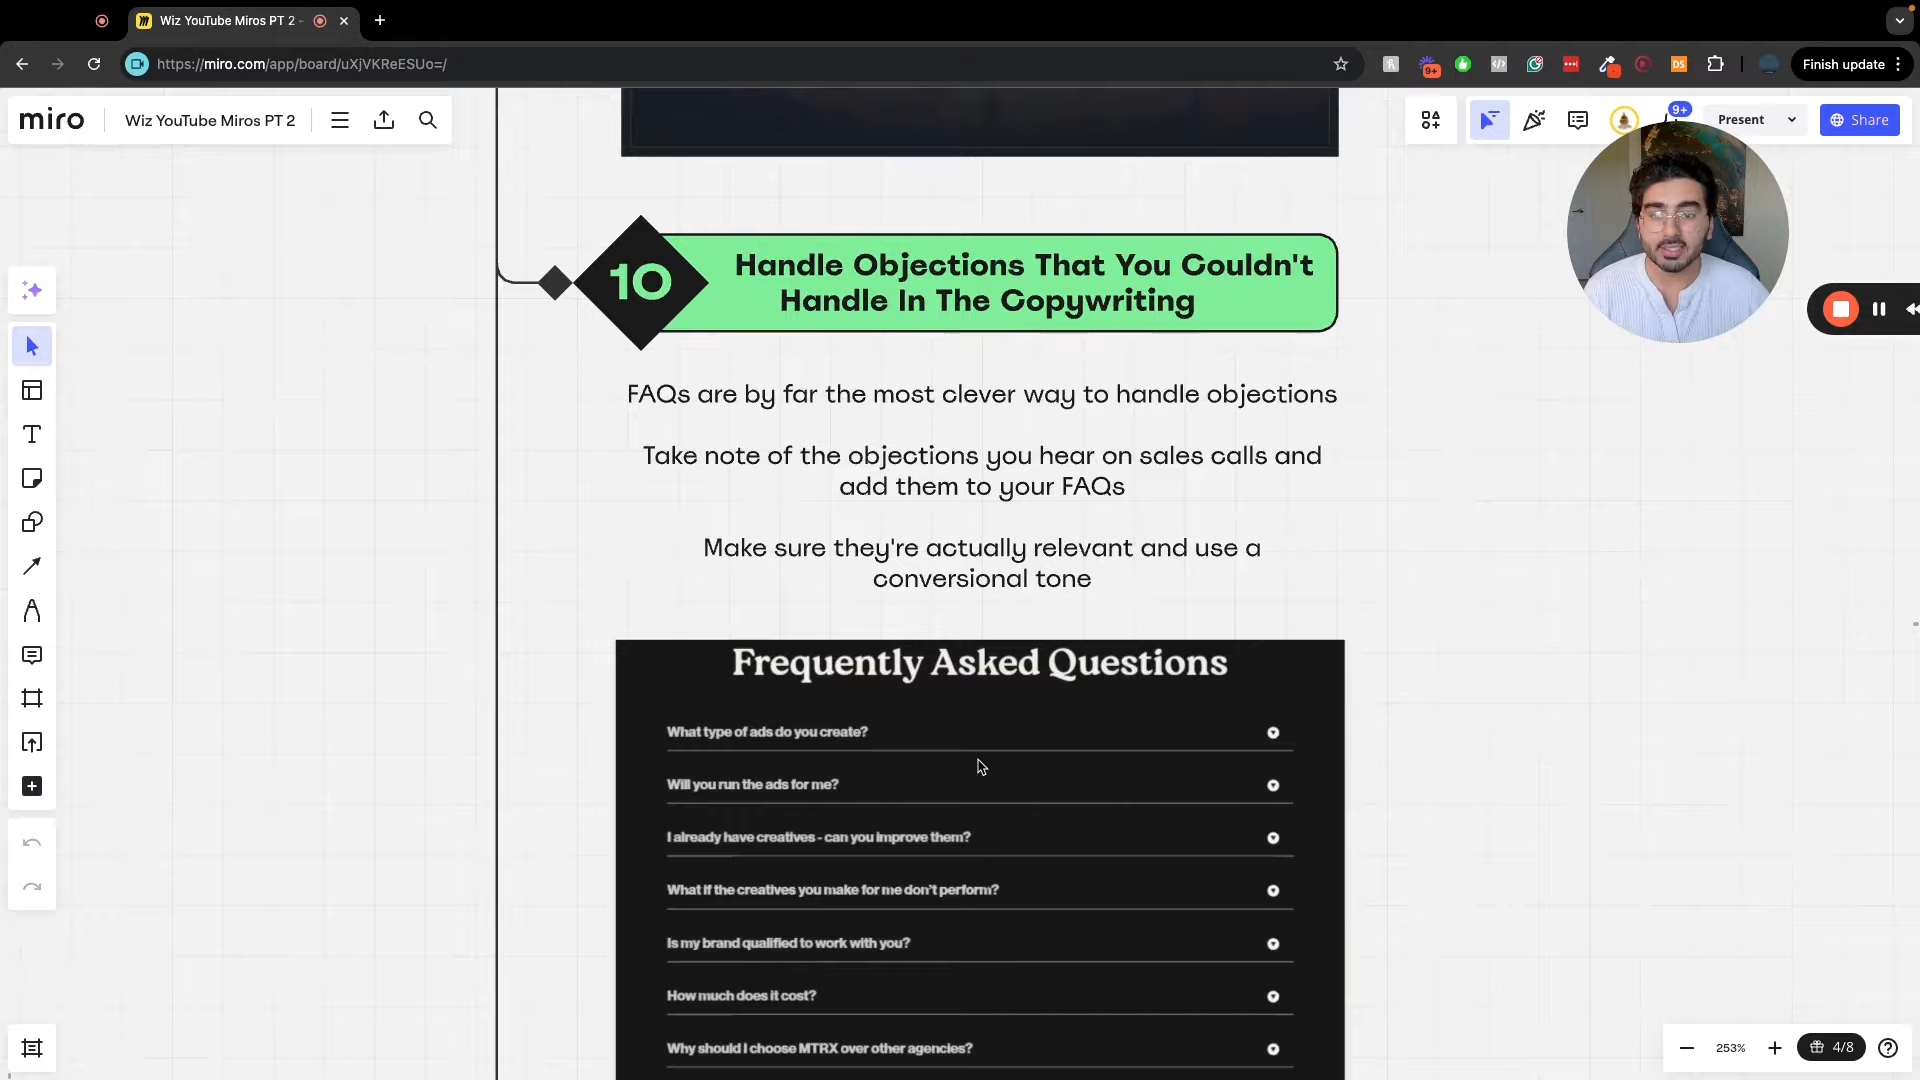 Wiz YouTube Miros PT 2 -
https://miro.com/app/board/uXjVKReESUo=/
9+
DS
Finish update
miro
Wiz YouTube Miros PT 2
9+
Present
Share
10
Handle Objections That You Couldn't
Handle In The Copywriting
FAQs are by far the most clever way to handle objections
Take note of the objections you hear on sales calls and
add them to your FAQs
Make sure they're actually relevant and use a
conversional tone
Frequently Asked Questions
What type of ads do you create?
Will you run the ads for me?
I already have creatives - can you improve them?
What if the creatives you make for me don't perform?
Is my brand qualified to work with you?
How much does it cost?
Why should I choose MTRX over other agencies?
253%
4/8